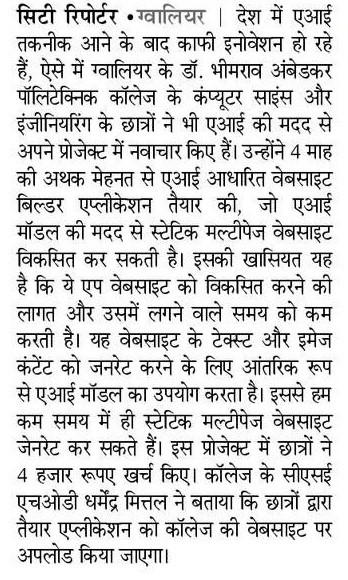 सिटी रिपोर्टर • ग्वालियर | देश में एआई
तकनीक आने के बाद काफी इनोवेशन हो रहे
हैं, ऐसे में ग्वालियर के डॉ. भीमराव अंबेडकर
पॉलिटेक्निक कॉलेज के कंप्यूटर साइंस और
इंजीनियरिंग के छात्रों ने भी एआई की मदद से
अपने प्रोजेक्ट में नवाचार किए हैं। उन्होंने 4 माह
की अथक मेहनत से एआई आधारित वेबसाइट
बिल्डर एप्लीकेशन तैयार की, जो एआई
मॉडल की मदद से स्टेटिक मल्टीपेज वेबसाइट
विकसित कर सकती है। इसकी खासियत यह
है कि ये एप वेबसाइट को विकसित करने की
लागत और उसमें लगने वाले समय को कम
करती है। यह वेबसाइट के टेक्स्ट और इमेज
कंटेंट को जनरेट करने के लिए आंतरिक रूप
से एआई मॉडल का उपयोग करता है। इससे हम
कम समय में ही स्टेटिक मल्टीपेज वेबसाइट
जेनरेट कर सकते हैं। इस प्रोजेक्ट में छात्रों ने
4 हजार रूपए खर्च किए। कॉलेज के सीएसई
एचओडी धर्मेंद्र मित्तल ने बताया कि छात्रों द्वारा
तैयार एप्लीकेशन को कॉलेज की वेबसाइट पर
अपलोड किया जाएगा।